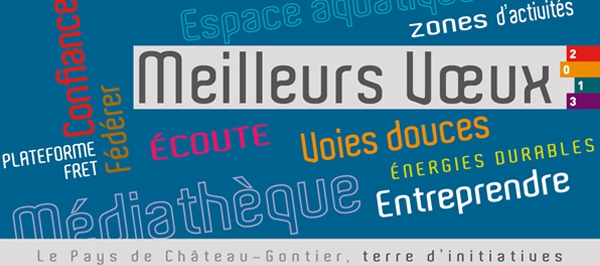 Confiance
Espace aquatique
zones d'activités
Meilleurs Vœux
2
0
1
3
Fédérer
PLATEFORME
FRET
ÉCOUTE
Voies douces
ÉNERGIES DURABLES
Médiathèque
Entreprendre
Le Pays de Château-Gontier, terre d'initiatives